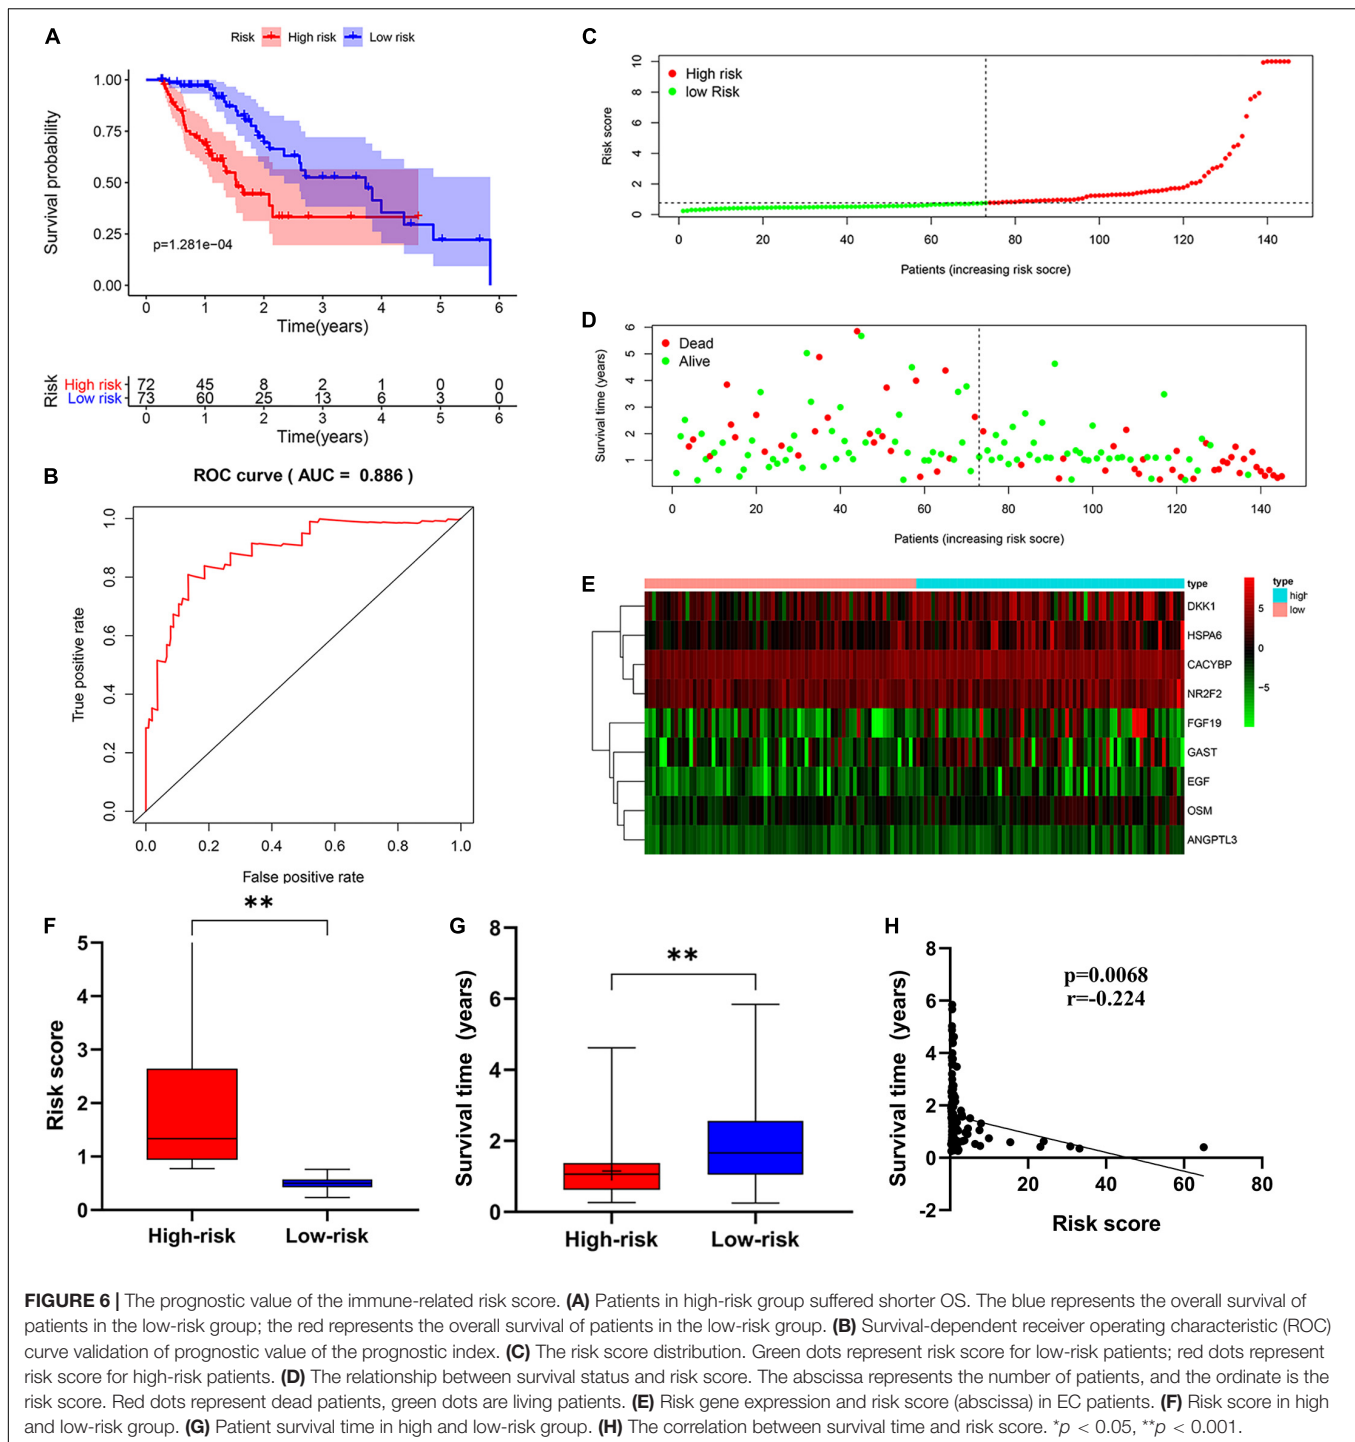 A
Risk High risk Low risk
Survival probability
1.00
0.75
0.50
0.25
0.00
p=1.281e−04
0 1 2 3 4 5 6
Time(years)
Risk
High risk 72 45 8 2 1 0 0
Low risk 73 60 25 13 6 3 0
0 1 2 3 4 5 6
Time(years)
B
ROC curve ( AUC = 0.886 )
True positive rate
1.0
0.8
0.6
0.4
0.2
0.0
0.0 0.2 0.4 0.6 0.8 1.0
False positive rate
C
High risk
low Risk
Risk score
10
8
6
4
2
0
0 20 40 60 80 100 120 140
Patients (increasing risk socre)
D
Dead
Alive
Survival time (years)
6
5
4
3
2
1
0 20 40 60 80 100 120 140
Patients (increasing risk socre)
E
type
DKK1
HSPA6
CACYBP
NR2F2
FGF19
GAST
EGF
OSM
ANGPTL3
5
0
−5
type
high
low
F
**
Risk score
5
4
3
2
1
0
High-risk Low-risk
G
**
Survival time (years)
8
6
4
2
0
High-risk Low-risk
H
p=0.0068
r=-0.224
Survival time (years)
8
6
4
2
0
-2
20 40 60 80
Risk score
FIGURE 6 | The prognostic value of the immune-related risk score. (A) Patients in high-risk group suffered shorter OS. The blue represents the overall survival of
patients in the low-risk group; the red represents the overall survival of patients in the low-risk group. (B) Survival-dependent receiver operating characteristic (ROC)
curve validation of prognostic value of the prognostic index. (C) The risk score distribution. Green dots represent risk score for low-risk patients; red dots represent
risk score for high-risk patients. (D) The relationship between survival status and risk score. The abscissa represents the number of patients, and the ordinate is the
risk score. Red dots represent dead patients, green dots are living patients. (E) Risk gene expression and risk score (abscissa) in EC patients. (F) Risk score in high
and low-risk group. (G) Patient survival time in high and low-risk group. (H) The correlation between survival time and risk score. *p < 0.05, **p < 0.001.